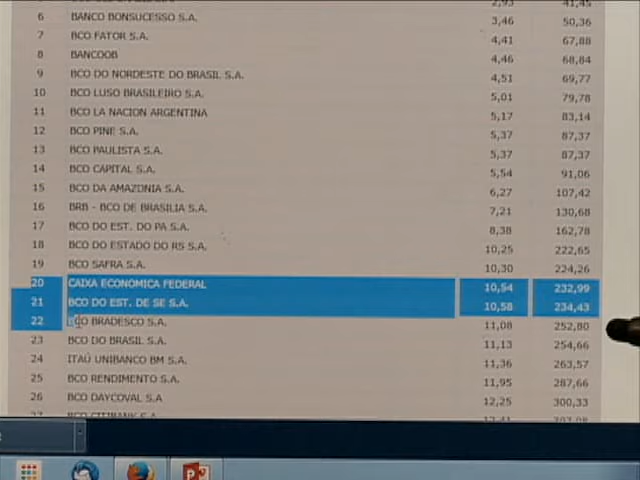 6 BANCO BONSUCESSO S.A. 3,46 50,36
7 BCO FATOR S.A. 4,41 67,88
8 BANCOOB 4,46 68,84
9 BCO DO NORDESTE DO BRASIL S.A. 4,51 69,77
10 BCO LUSO BRASILEIRO S.A. 5,01 79,78
11 BCO LA NACION ARGENTINA 5,17 83,14
12 BCO PINE S.A. 5,37 87,37
13 BCO PAULISTA S.A. 5,37 87,37
14 BCO CAPITAL S.A. 5,54 91,06
15 BCO DA AMAZONIA S.A. 6,27 107,42
16 BRB - BCO DE BRASILIA S.A. 7,21 130,68
17 BCO DO EST. DO PA S.A. 8,38 162,78
18 BCO DO ESTADO DO RS S.A. 10,25 222,65
19 BCO SAFRA S.A. 10,30 224,26
20 CAIXA ECONOMICA FEDERAL 10,54 232,99
21 BCO DO EST. DE SE S.A. 10,58 234,43
22 BCO BRADESCO S.A. 11,08 252,80
23 BCO DO BRASIL S.A. 11,13 254,66
24 ITAÚ UNIBANCO BM S.A. 11,36 263,57
25 BCO RENDIMENTO S.A. 11,95 287,66
26 BCO DAYCOVAL S.A 12,25 300,33
27 BCO CITIBANK S.A.